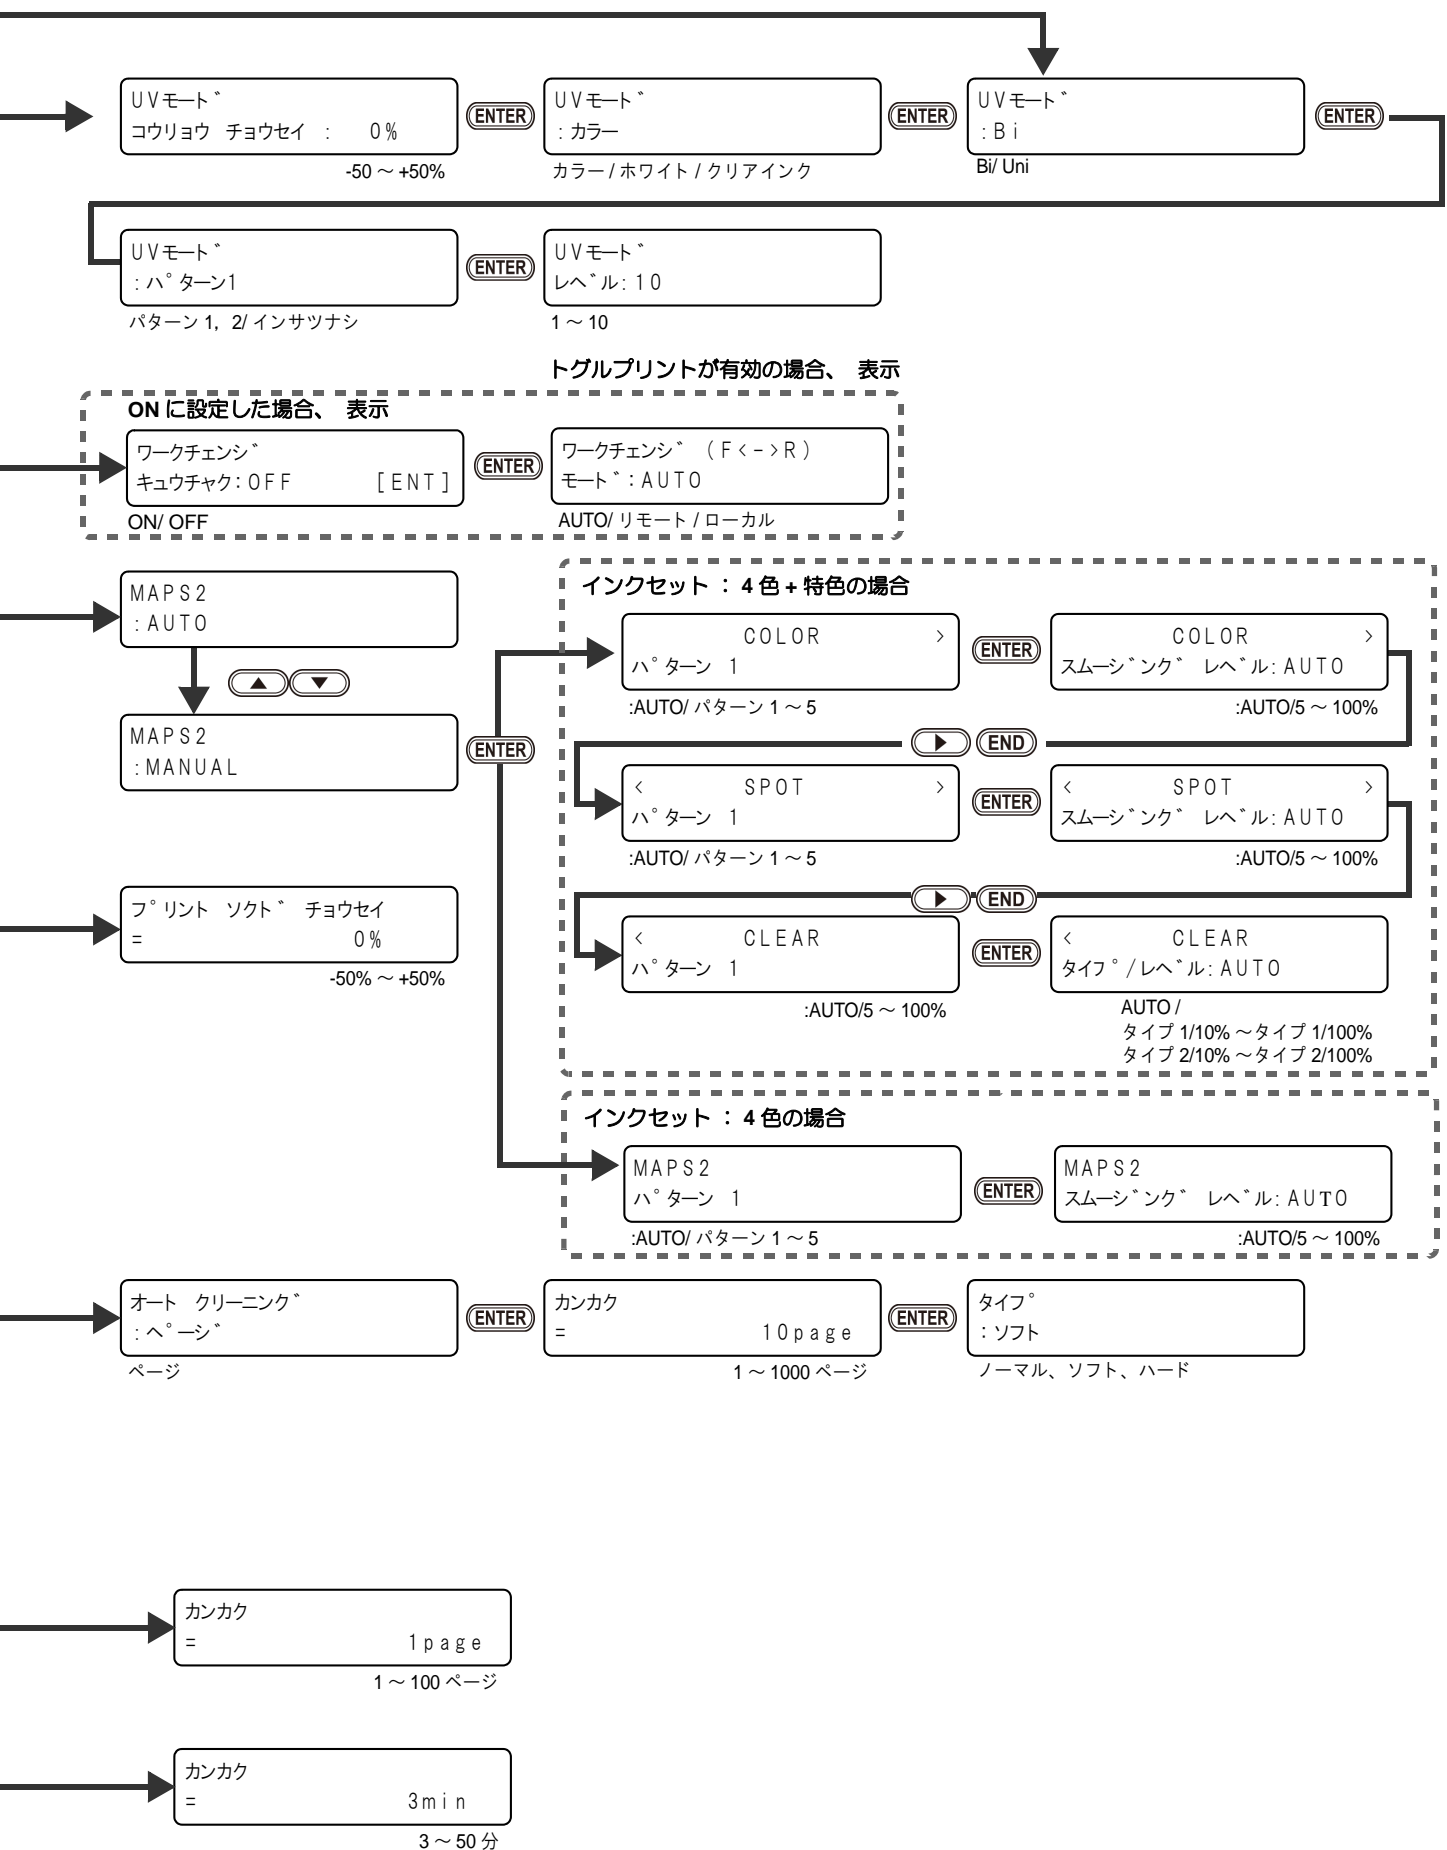 UVモード
コウリョウ チョウセイ : 0%
-50 ～ +50%
ENTER
UVモード
:カラー
カラー / ホワイト / クリアインク
ENTER
UVモード
:Bi
Bi/ Uni
ENTER
UVモード
:パターン1
パターン 1, 2/ インサツナシ
ENTER
UVモード
レベル:10
1 ～ 10
トグルプリントが有効の場合、 表示
ON に設定した場合、 表示
ワークチェンジ
キュウチャク:OFF [ENT]
ON/ OFF
ENTER
ワークチェンジ (F<->R)
モード:AUTO
AUTO/ リモート / ローカル
MAPS2
:AUTO
▲ ▼
MAPS2
:MANUAL
ENTER
インクセット : 4 色 + 特色の場合
COLOR >
パターン 1
:AUTO/ パターン 1 ～ 5
ENTER
COLOR >
スムージング レベル:AUTO
:AUTO/5 ～ 100%
▶ END
< SPOT >
パターン 1
:AUTO/ パターン 1 ～ 5
ENTER
< SPOT >
スムージング レベル:AUTO
:AUTO/5 ～ 100%
▶ END
< CLEAR
パターン 1
:AUTO/5 ～ 100%
ENTER
< CLEAR
タイプ/レベル:AUTO
AUTO /
タイプ 1/10% ～タイプ 1/100%
タイプ 2/10% ～タイプ 2/100%
プリント ソクド チョウセイ
= 0%
-50% ～ +50%
インクセット : 4 色の場合
MAPS2
パターン 1
:AUTO/ パターン 1 ～ 5
ENTER
MAPS2
スムージング レベル:AUTO
:AUTO/5 ～ 100%
オート クリーニング
:ページ
ページ
ENTER
カンカク
= 10page
1 ～ 1000 ページ
ENTER
タイプ
:ソフト
ノーマル、ソフト、ハード
カンカク
= 1page
1 ～ 100 ページ
カンカク
= 3min
3 ～ 50 分